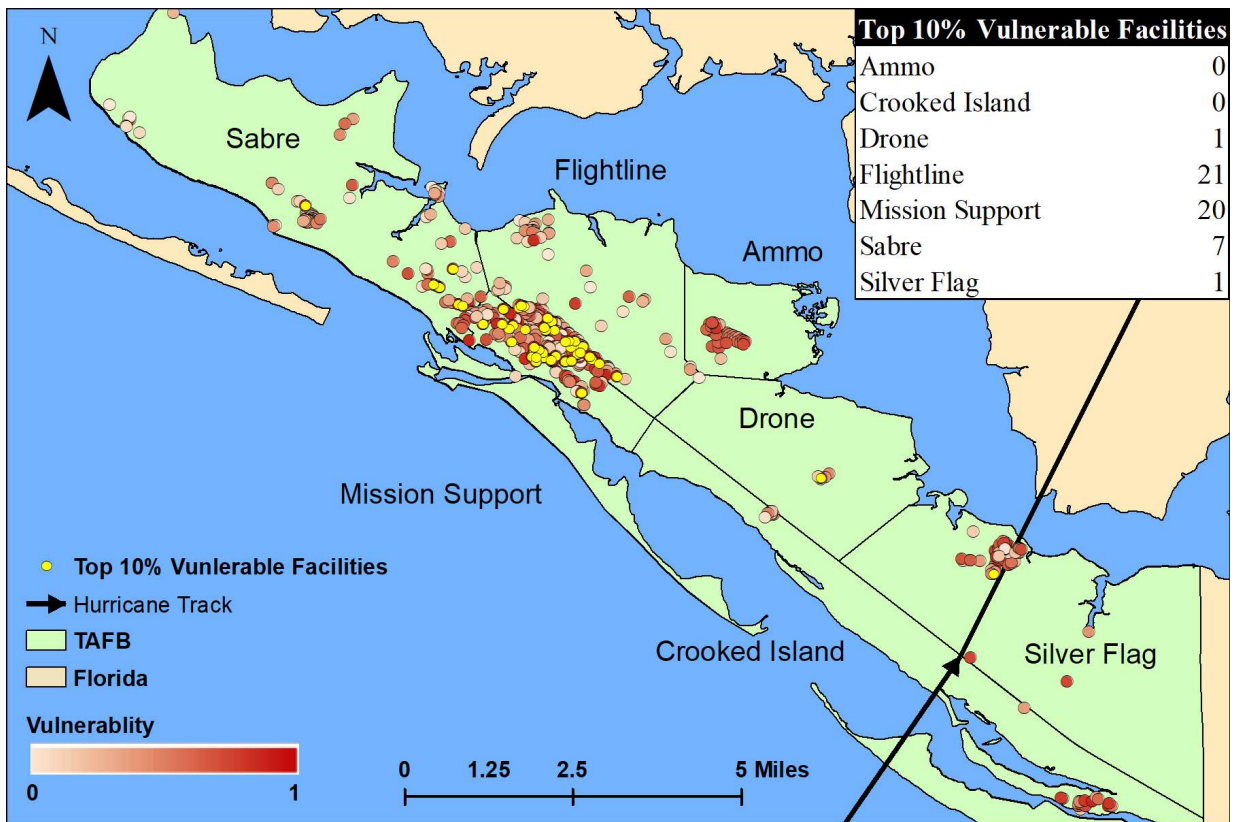 N
Top 10% Vulnerable Facilities
Ammo 0
Crooked Island 0
Drone 1
Flightline 21
Mission Support 20
Sabre 7
Silver Flag 1
Sabre
Flightline
Ammo
Drone
Mission Support
Crooked Island
Silver Flag
Top 10% Vunlerable Facilities
Hurricane Track
TAFB
Florida
Vulnerablity
0 1
0 1.25 2.5 5 Miles